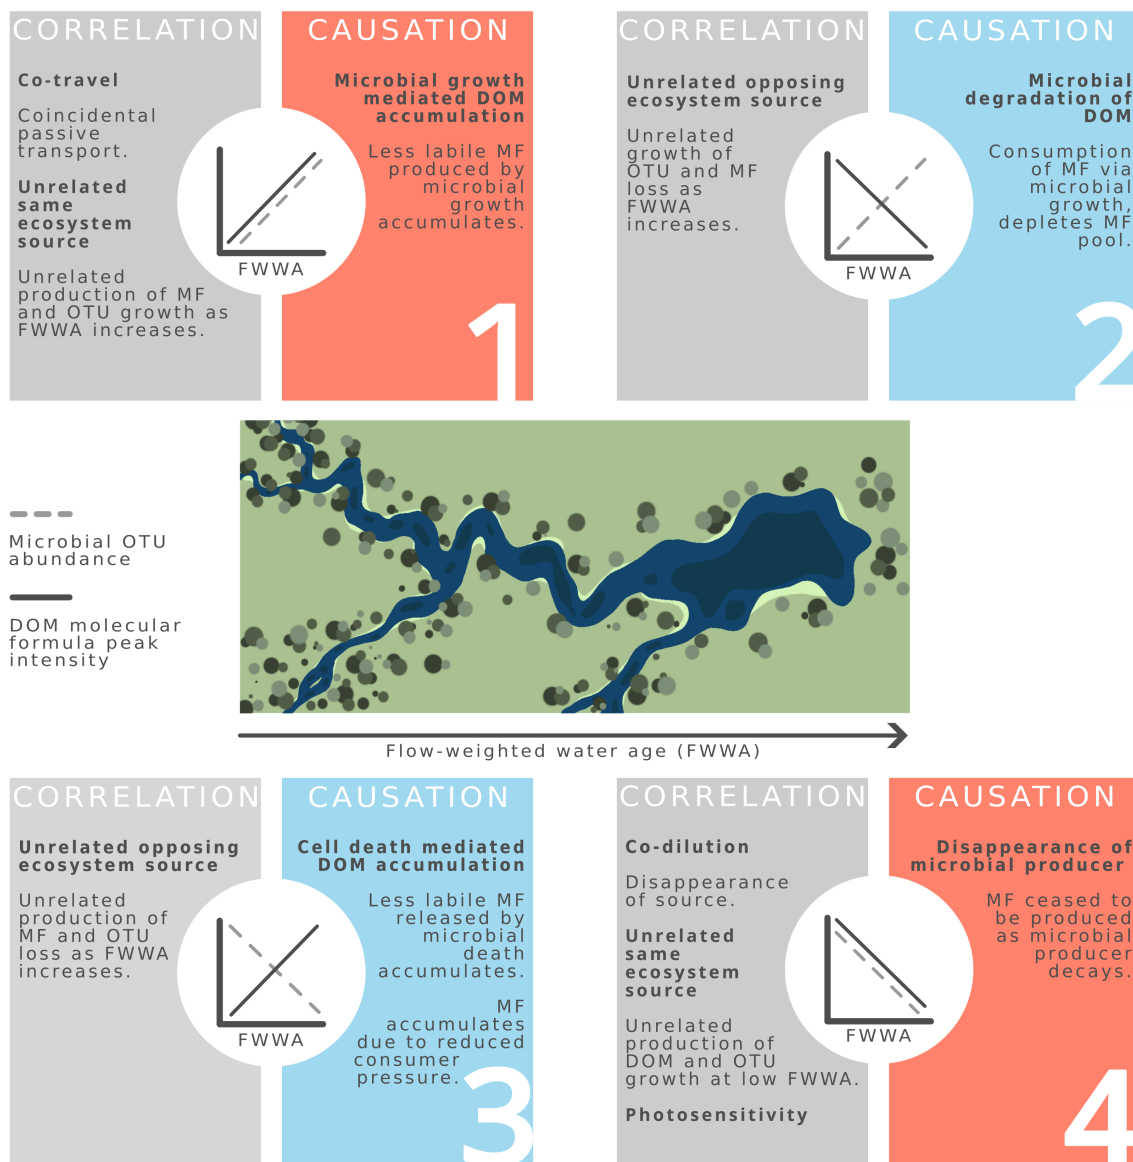 CORRELATION
Co-travel
Coincidental
passive
transport.
Unrelated
same
ecosystem
source
Unrelated
production of MF
and OTU growth as
FWWA increases.
CAUSATION
Microbial growth
mediated DOM
accumulation
Less labile MF
produced by
microbial
growth
accumulates.
FWWA
1
CORRELATION
Unrelated opposing
ecosystem source
Unrelated
growth of
OTU and MF
loss as
FWWA
increases.
CAUSATION
Microbial
degradation of
DOM
Consumption
of MF via
microbial
growth,
depletes MF
pool.
FWWA
2
Microbial OTU
abundance
DOM molecular
formula peak
intensity
Flow-weighted water age (FWWA)
CORRELATION
Unrelated opposing
ecosystem source
Unrelated
production of
MF and OTU
loss as FWWA
increases.
CAUSATION
Cell death mediated
DOM accumulation
Less labile MF
released by
microbial
death
accumulates.
MF
accumulates
due to reduced
consumer
pressure.
FWWA
3
CORRELATION
Co-dilution
Disappearance
of source.
Unrelated
same
ecosystem
source
Unrelated
production of
DOM and OTU
growth at low FWWA.
Photosensitivity
CAUSATION
Disappearance of
microbial producer
MF ceased to
be produced
as microbial
producer
decays.
FWWA
4